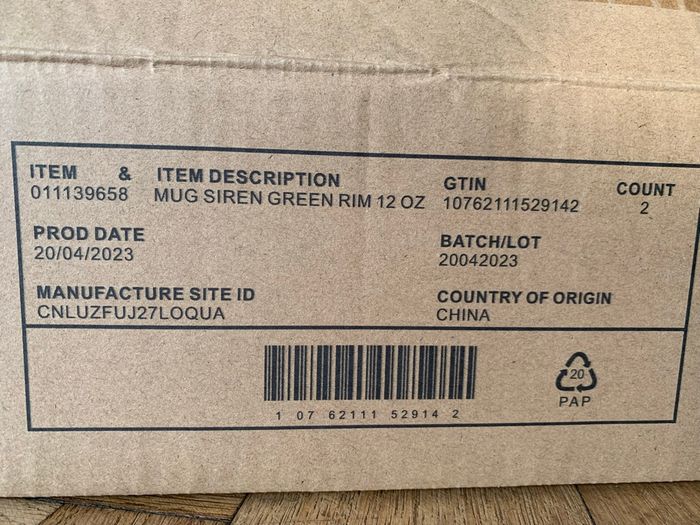 ITEM & ITEM DESCRIPTION GTIN COUNT
011139658 MUG SIREN GREEN RIM 12 OZ 10762111529142 2
PROD DATE BATCH/LOT
20/04/2023 20042023
MANUFACTURE SITE ID COUNTRY OF ORIGIN
CNLUZFUJ27LOQUA CHINA
1 07 62111 52914 2
20
PAP